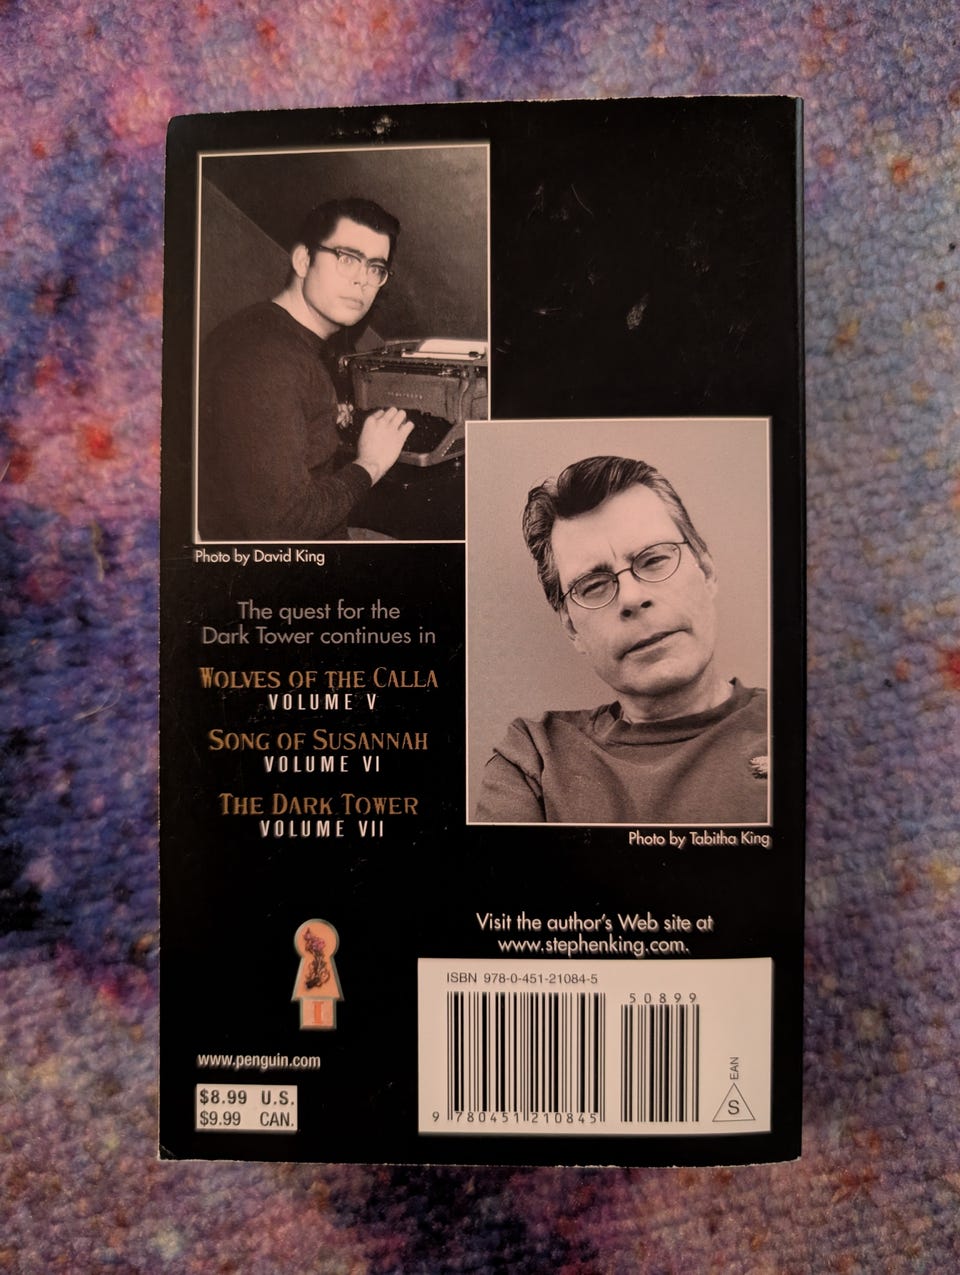 Photo by David King
The quest for the
Dark Tower continues in
WOLVES OF THE CALLA
VOLUME V
SONG OF SUSANNAH
VOLUME VI
THE DARK TOWER
VOLUME VII
Photo by Tabitha King
Visit the author's Web site at
www.stephenking.com.
ISBN 978-0-451-21084-5
50899
9 780451 210845
EAN
S
I
www.penguin.com
$8.99 U.S.
$9.99 CAN.